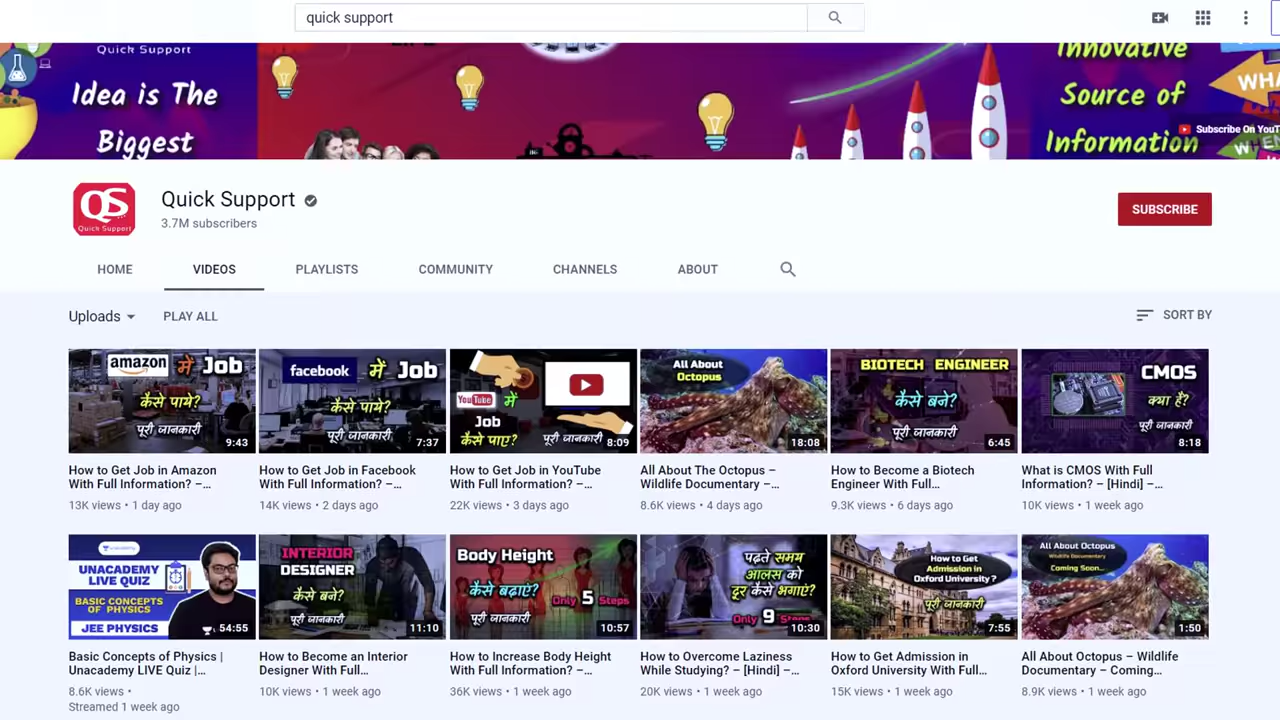 quick support
Quick Support
Idea is The
Biggest
Innovative
Source of
Information
Subscribe On YouT
QS
Quick Support
Quick Support
3.7M subscribers
SUBSCRIBE
HOME
VIDEOS
PLAYLISTS
COMMUNITY
CHANNELS
ABOUT
Uploads
PLAY ALL
SORT BY
amazon में Job
कैसे पाये?
पूरी जानकारी
9:43
facebook में Job
कैसे पाये?
पूरी जानकारी
7:37
YouTube में
Job
कैसे पाए?
पूरी जानकारी
8:09
All About
Octopus
18:08
BIOTECH ENGINEER
कैसे बने?
पूरी जानकारी
6:45
CMOS
क्या है?
पूरी जानकारी
8:18
How to Get Job in Amazon
With Full Information? –...
13K views • 1 day ago
How to Get Job in Facebook
With Full Information? –...
14K views • 2 days ago
How to Get Job in YouTube
With Full Information? –...
22K views • 3 days ago
All About The Octopus –
Wildlife Documentary –...
8.6K views • 4 days ago
How to Become a Biotech
Engineer With Full...
9.3K views • 6 days ago
What is CMOS With Full
Information? – [Hindi] –...
10K views • 1 week ago
unacademy
UNACADEMY
LIVE QUIZ
BASIC CONCEPTS
OF PHYSICS
JEE PHYSICS
54:55
INTERIOR
DESIGNER
कैसे बने?
पूरी जानकारी
11:10
Body Height
कैसे बढ़ाएं?
पूरी जानकारी
Only 5 Steps
10:57
पढ़ते समय
आलस को
दूर कैसे भगाएं?
Only 9 Steps
10:30
How to Get
Admission in
Oxford University?
पूरी जानकारी
7:55
All About Octopus
Wildlife Documentary
Coming Soon...
1:50
Basic Concepts of Physics |
Unacademy LIVE Quiz |...
8.6K views •
Streamed 1 week ago
How to Become an Interior
Designer With Full...
10K views • 1 week ago
How to Increase Body Height
With Full Information? –...
36K views • 1 week ago
How to Overcome Laziness
While Studying? – [Hindi] –...
20K views • 1 week ago
How to Get Admission in
Oxford University With Full...
15K views • 1 week ago
All About Octopus – Wildlife
Documentary – Coming...
8.9K views • 1 week ago